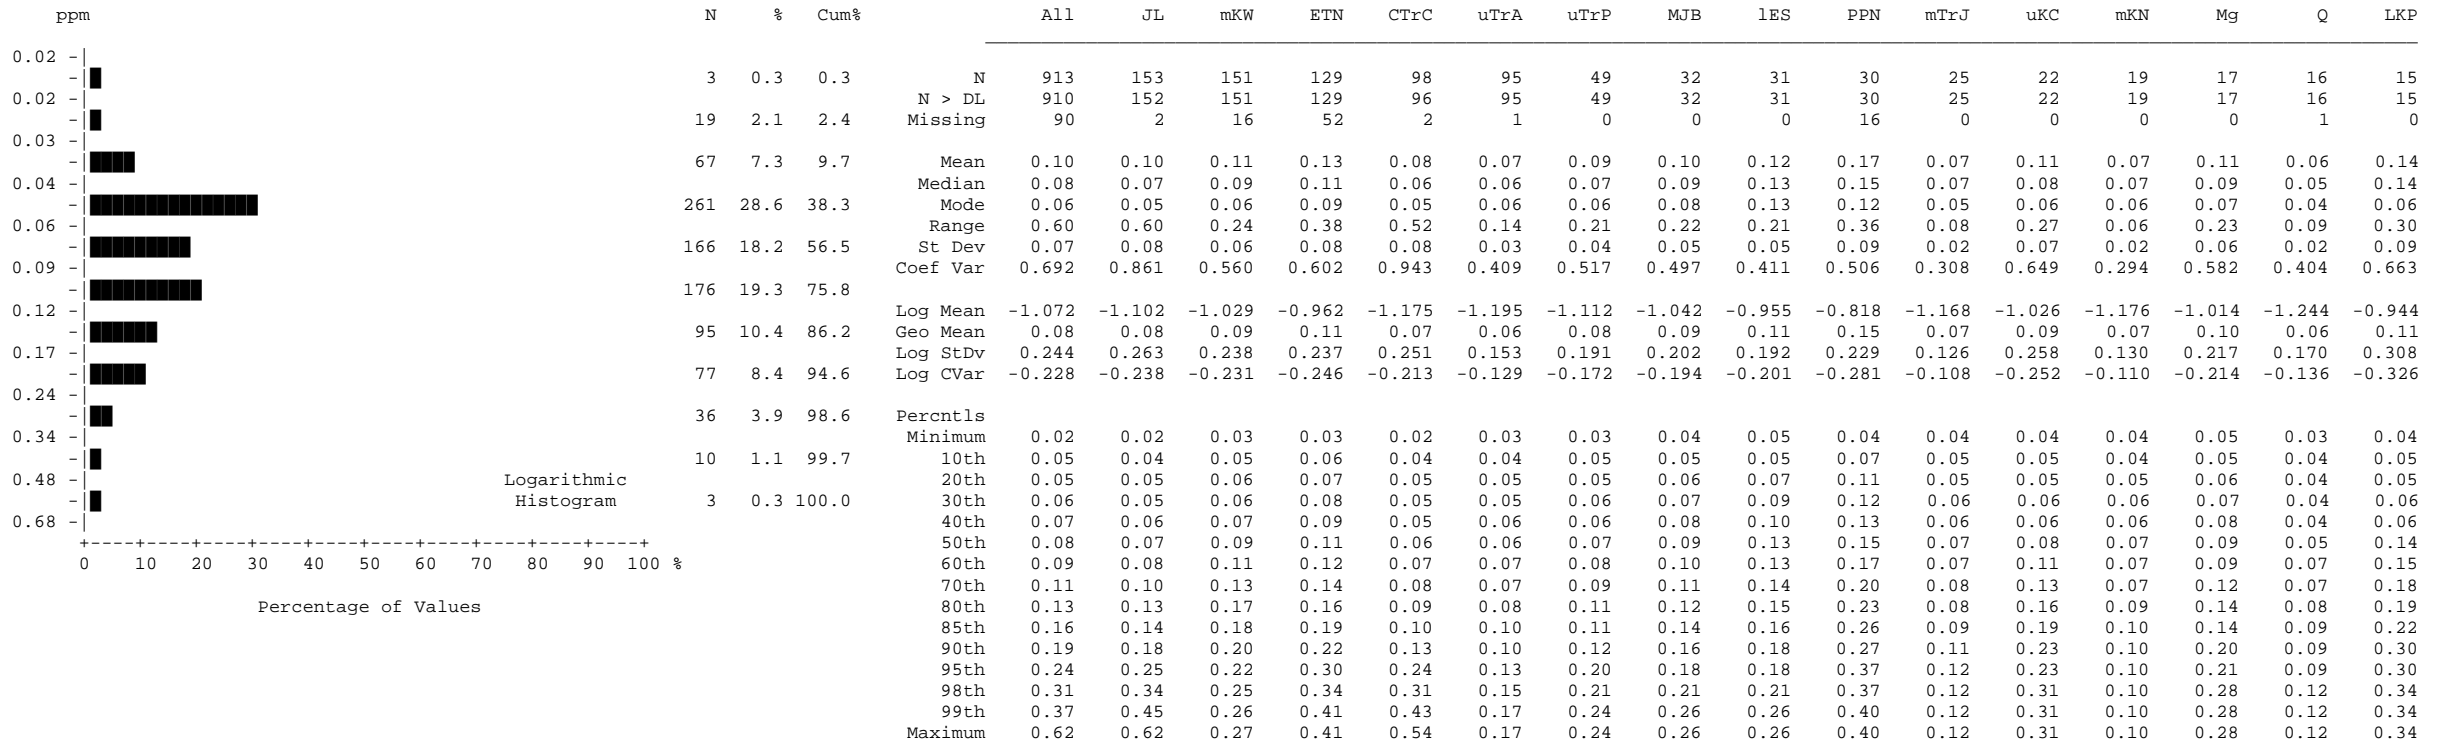 ppm N % Cum% All JL mKW ETN CTrC uTrA uTrP MJB lES PPN mTrJ uKC mKN Mg Q LKP
0.02 -|
-| 3 0.3 0.3 N 913 153 151 129 98 95 49 32 31 30 25 22 19 17 16 15
0.02 -| N > DL 910 152 151 129 96 95 49 32 31 30 25 22 19 17 16 15
-| 19 2.1 2.4 Missing 90 2 16 52 2 1 0 0 0 16 0 0 0 0 1 0
0.03 -|
-| 67 7.3 9.7 Mean 0.10 0.10 0.11 0.13 0.08 0.07 0.09 0.10 0.12 0.17 0.07 0.11 0.07 0.11 0.06 0.14
0.04 -| Median 0.08 0.07 0.09 0.11 0.06 0.06 0.07 0.09 0.13 0.15 0.07 0.08 0.07 0.09 0.05 0.14
-| 261 28.6 38.3 Mode 0.06 0.05 0.06 0.09 0.05 0.06 0.06 0.08 0.13 0.12 0.05 0.06 0.06 0.07 0.04 0.06
0.06 -| Range 0.60 0.60 0.24 0.38 0.52 0.14 0.21 0.22 0.21 0.36 0.08 0.27 0.06 0.23 0.09 0.30
-| 166 18.2 56.5 St Dev 0.07 0.08 0.06 0.08 0.08 0.03 0.04 0.05 0.05 0.09 0.02 0.07 0.02 0.06 0.02 0.09
0.09 -| Coef Var 0.692 0.861 0.560 0.602 0.943 0.409 0.517 0.497 0.411 0.506 0.308 0.649 0.294 0.582 0.404 0.663
-| 176 19.3 75.8
0.12 -| Log Mean -1.072 -1.102 -1.029 -0.962 -1.175 -1.195 -1.112 -1.042 -0.955 -0.818 -1.168 -1.026 -1.176 -1.014 -1.244 -0.944
-| 95 10.4 86.2 Geo Mean 0.08 0.08 0.09 0.11 0.07 0.06 0.08 0.09 0.11 0.15 0.07 0.09 0.07 0.10 0.06 0.11
0.17 -| Log StDv 0.244 0.263 0.238 0.237 0.251 0.153 0.191 0.202 0.192 0.229 0.126 0.258 0.130 0.217 0.170 0.308
-| 77 8.4 94.6 Log CVar -0.228 -0.238 -0.231 -0.246 -0.213 -0.129 -0.172 -0.194 -0.201 -0.281 -0.108 -0.252 -0.110 -0.214 -0.136 -0.326
0.24 -|
-| 36 3.9 98.6 Percntls
0.34 -| Minimum 0.02 0.02 0.03 0.03 0.02 0.03 0.03 0.04 0.05 0.04 0.04 0.04 0.04 0.05 0.03 0.04
-| 10 1.1 99.7 10th 0.05 0.04 0.05 0.06 0.04 0.04 0.05 0.05 0.05 0.07 0.05 0.05 0.04 0.05 0.04 0.05
0.48 -| Logarithmic 20th 0.05 0.05 0.06 0.07 0.05 0.05 0.05 0.06 0.07 0.11 0.05 0.05 0.05 0.06 0.04 0.05
-| Histogram 3 0.3 100.0 30th 0.06 0.05 0.06 0.08 0.05 0.05 0.06 0.07 0.09 0.12 0.06 0.06 0.06 0.07 0.04 0.06
0.68 -| 40th 0.07 0.06 0.07 0.09 0.05 0.06 0.06 0.08 0.10 0.13 0.06 0.06 0.06 0.08 0.04 0.06
+----+----+----+----+----+----+----+----+----+----+ 50th 0.08 0.07 0.09 0.11 0.06 0.06 0.07 0.09 0.13 0.15 0.07 0.08 0.07 0.09 0.05 0.14
0 10 20 30 40 50 60 70 80 90 100 % 60th 0.09 0.08 0.11 0.12 0.07 0.07 0.08 0.10 0.13 0.17 0.07 0.11 0.07 0.09 0.07 0.15
70th 0.11 0.10 0.13 0.14 0.08 0.07 0.09 0.11 0.14 0.20 0.08 0.13 0.07 0.12 0.07 0.18
Percentage of Values 80th 0.13 0.13 0.17 0.16 0.09 0.08 0.11 0.12 0.15 0.23 0.08 0.16 0.09 0.14 0.08 0.19
85th 0.16 0.14 0.18 0.19 0.10 0.10 0.11 0.14 0.16 0.26 0.09 0.19 0.10 0.14 0.09 0.22
90th 0.19 0.18 0.20 0.22 0.13 0.10 0.12 0.16 0.18 0.27 0.11 0.23 0.10 0.20 0.09 0.30
95th 0.24 0.25 0.22 0.30 0.24 0.13 0.20 0.18 0.18 0.37 0.12 0.23 0.10 0.21 0.09 0.30
98th 0.31 0.34 0.25 0.34 0.31 0.15 0.21 0.21 0.21 0.37 0.12 0.31 0.10 0.28 0.12 0.34
99th 0.37 0.45 0.26 0.41 0.43 0.17 0.24 0.26 0.26 0.40 0.12 0.31 0.10 0.28 0.12 0.34
Maximum 0.62 0.62 0.27 0.41 0.54 0.17 0.24 0.26 0.26 0.40 0.12 0.31 0.10 0.28 0.12 0.34